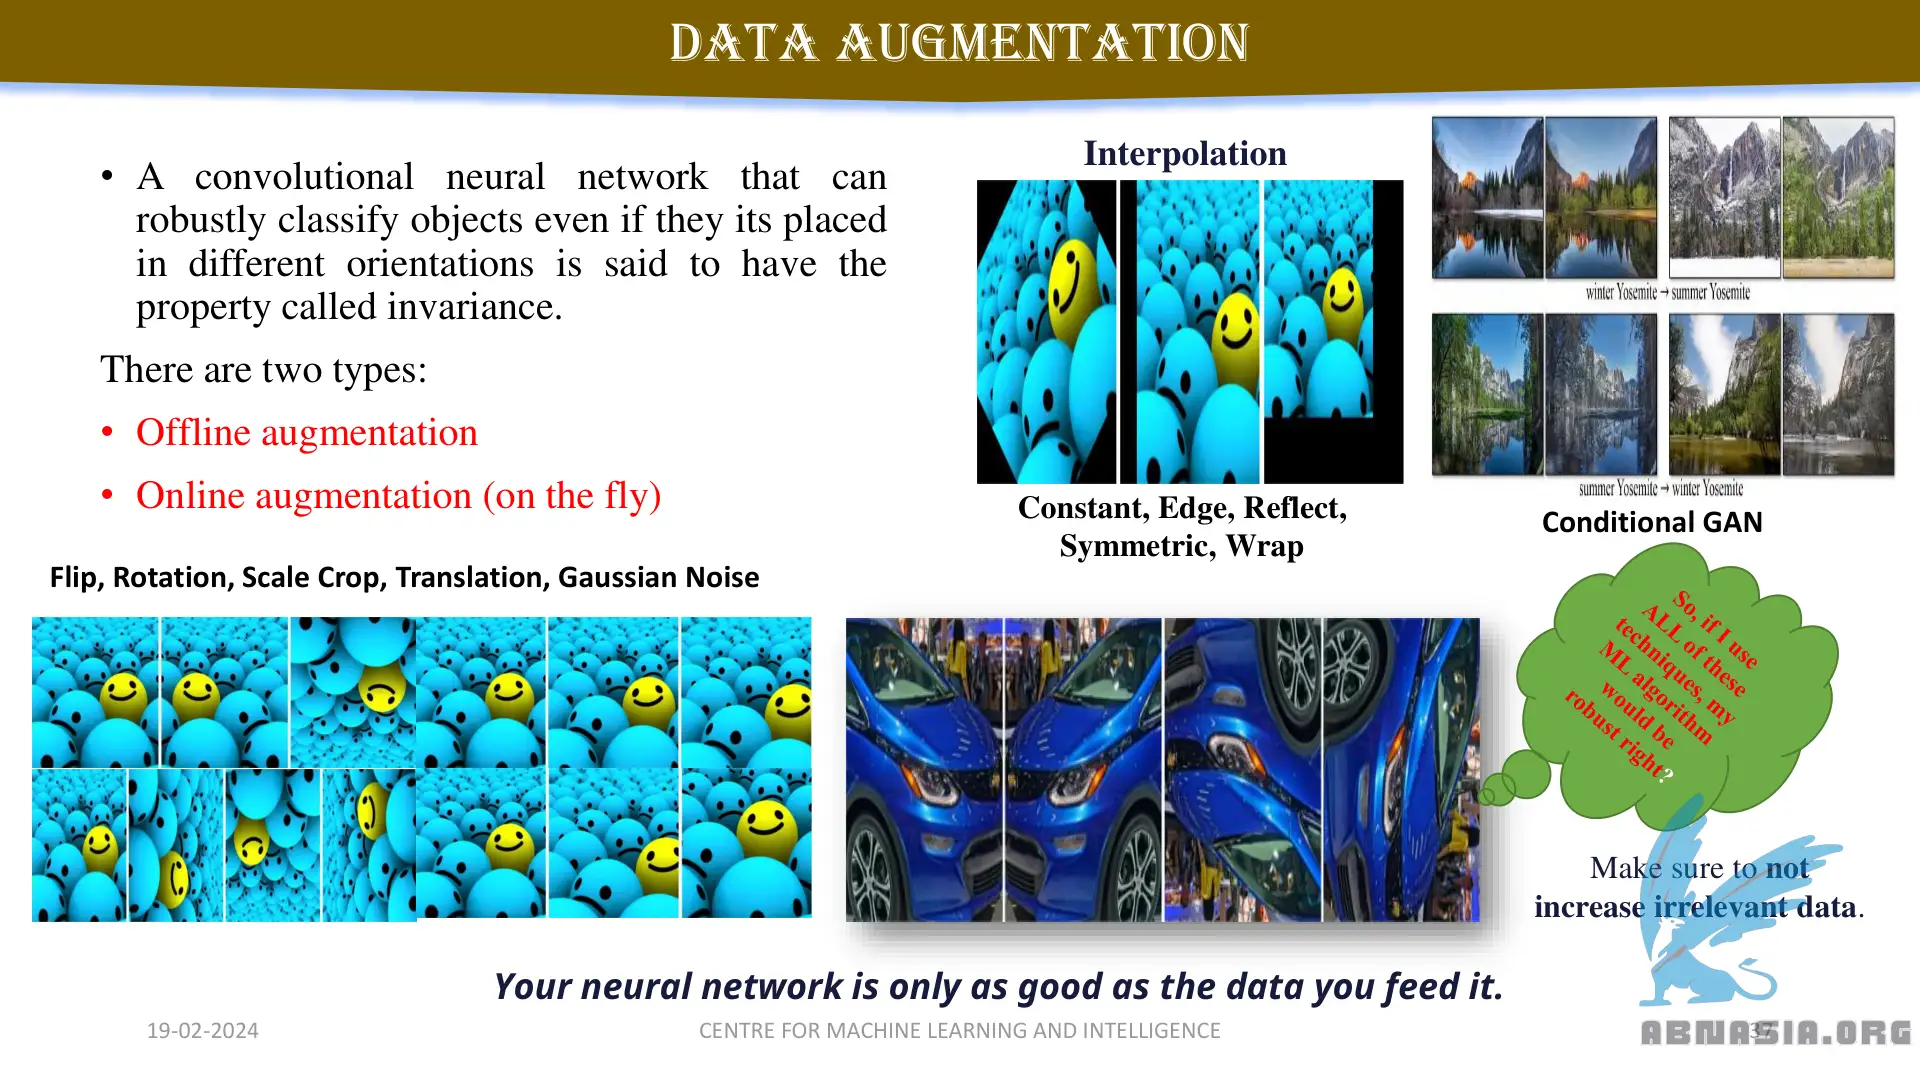 DATA AUGMENTATION
• A convolutional neural network that can
robustly classify objects even if they its placed
in different orientations is said to have the
property called invariance.
There are two types:
• Offline augmentation
• Online augmentation (on the fly)
Flip, Rotation, Scale Crop, Translation, Gaussian Noise
Interpolation
Constant, Edge, Reflect,
Symmetric, Wrap
winter Yosemite → summer Yosemite
summer Yosemite → winter Yosemite
Conditional GAN
So, if I use
ALL of these
techniques, my
ML algorithm
would be
robust right?
Make sure to not
increase irrelevant data.
Your neural network is only as good as the data you feed it.
19-02-2024
CENTRE FOR MACHINE LEARNING AND INTELLIGENCE
37
ABNASIA.ORG